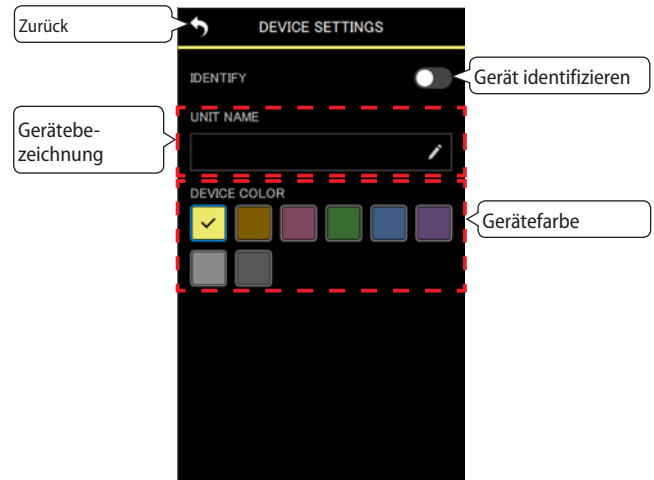 Zurück
DEVICE SETTINGS
IDENTIFY
Gerät identifizieren
UNIT NAME
Gerätebe-
zeichnung
DEVICE COLOR
Gerätefarbe